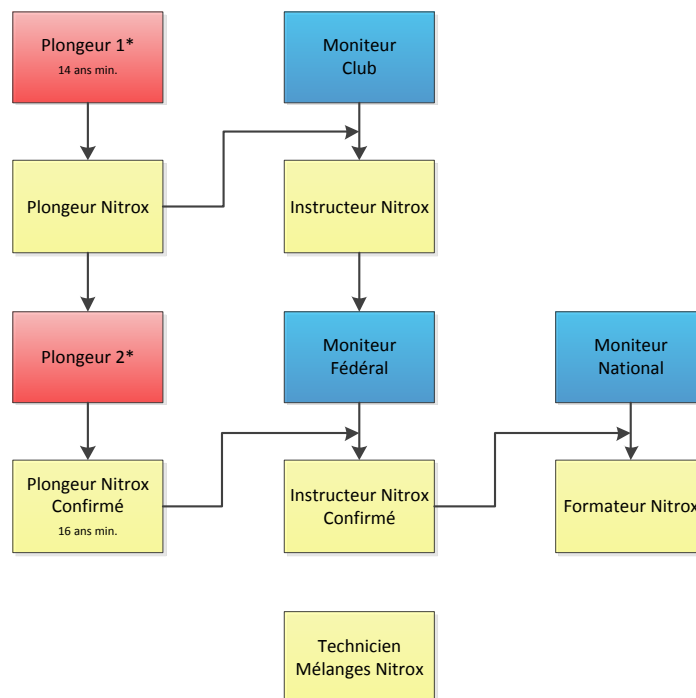 Plongeur 1*
14 ans min.
Moniteur
Club
Plongeur Nitrox
Instructeur Nitrox
Plongeur 2*
Moniteur
Fédéral
Moniteur
National
Plongeur Nitrox
Confirmé
16 ans min.
Instructeur Nitrox
Confirmé
Formateur Nitrox
Technicien
Mélanges Nitrox